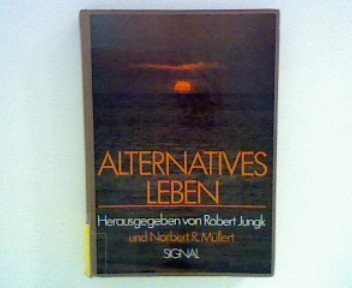 ALTERNATIVES
LEBEN
Herausgegeben von Robert Jungk
und Norbert R. Müllert
SIGNAL